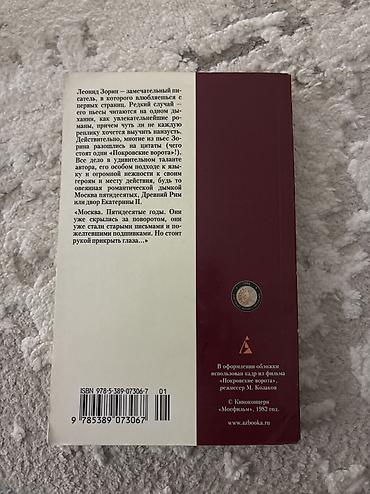 Леонид Зорин — замечательный пи-
сатель, в которого влюбляешься с
первых страниц. Редкий случай —
его пьесы читаются на одном ды-
хании, как увлекательнейшие ро-
маны, причем чуть ли не каждую
реплику хочется выучить наизусть.
Действительно, многие из пьес Зо-
рина разошлись на цитаты (чего
стоят одни «Покровские ворота»!).
Все дело в удивительном таланте
автора, его особом подходе к язы-
ку и огромной нежности к своим
героям и месту действия, будь то
овеянная романтической дымкой
Москва пятидесятых, Древний Рим
или двор Екатерины II.
«Москва. Пятидесятые годы. Они
уже скрылись за поворотом, они
уже стали старыми письмами и по-
желтевшими подшивками. Но стоит
рукой прикрыть глаза...»
ISBN 978-5-389-07306-7
01
9 785389 073067
В оформлении обложки
использован кадр из фильма
«Покровские ворота»,
режиссер М. Козаков
© Киноконцерн
«Мосфильм», 1982 год.
www.azbooka.ru